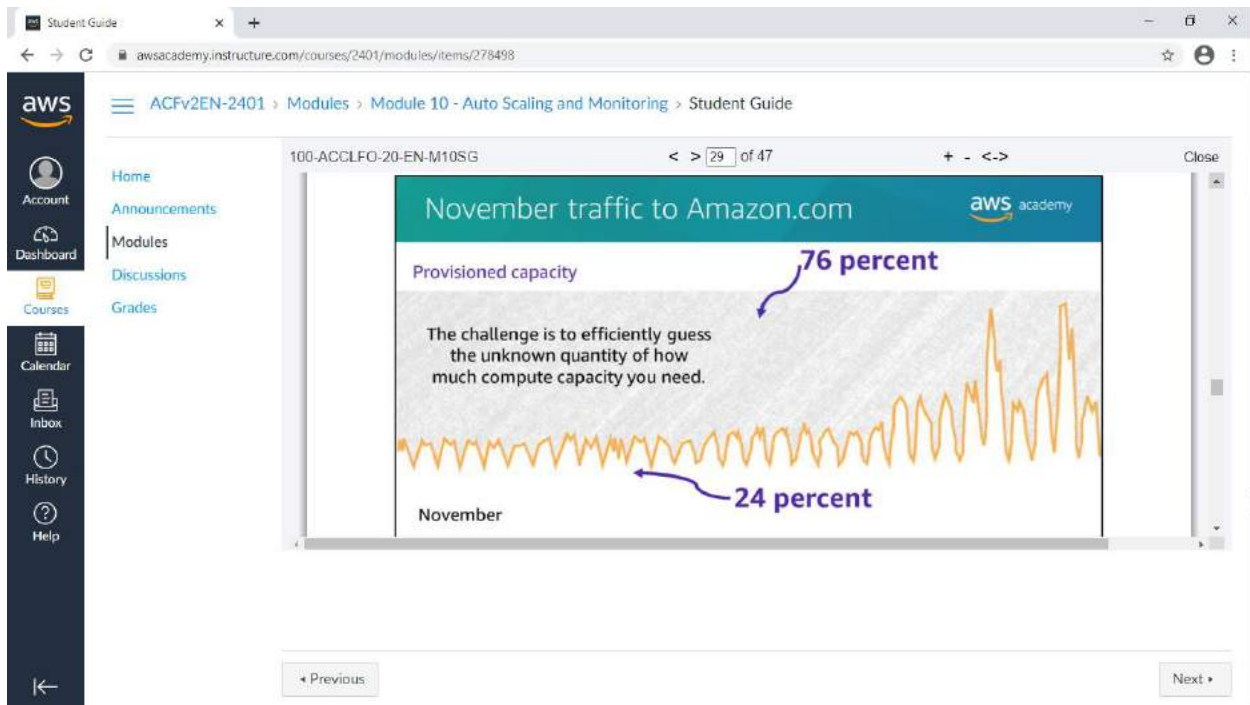 Student Guide
awsacademy.instructure.com/courses/2401/modules/items/278498
aws
ACFv2EN-2401 > Modules > Module 10 - Auto Scaling and Monitoring > Student Guide
Account
Dashboard
Courses
Calendar
Inbox
History
Help
Home
Announcements
Modules
Discussions
Grades
100-ACCLFO-20-EN-M10SG < > 29 of 47 + - <-> Close
November traffic to Amazon.com
aws academy
Provisioned capacity
76 percent
The challenge is to efficiently guess
the unknown quantity of how
much compute capacity you need.
24 percent
November
Previous
Next